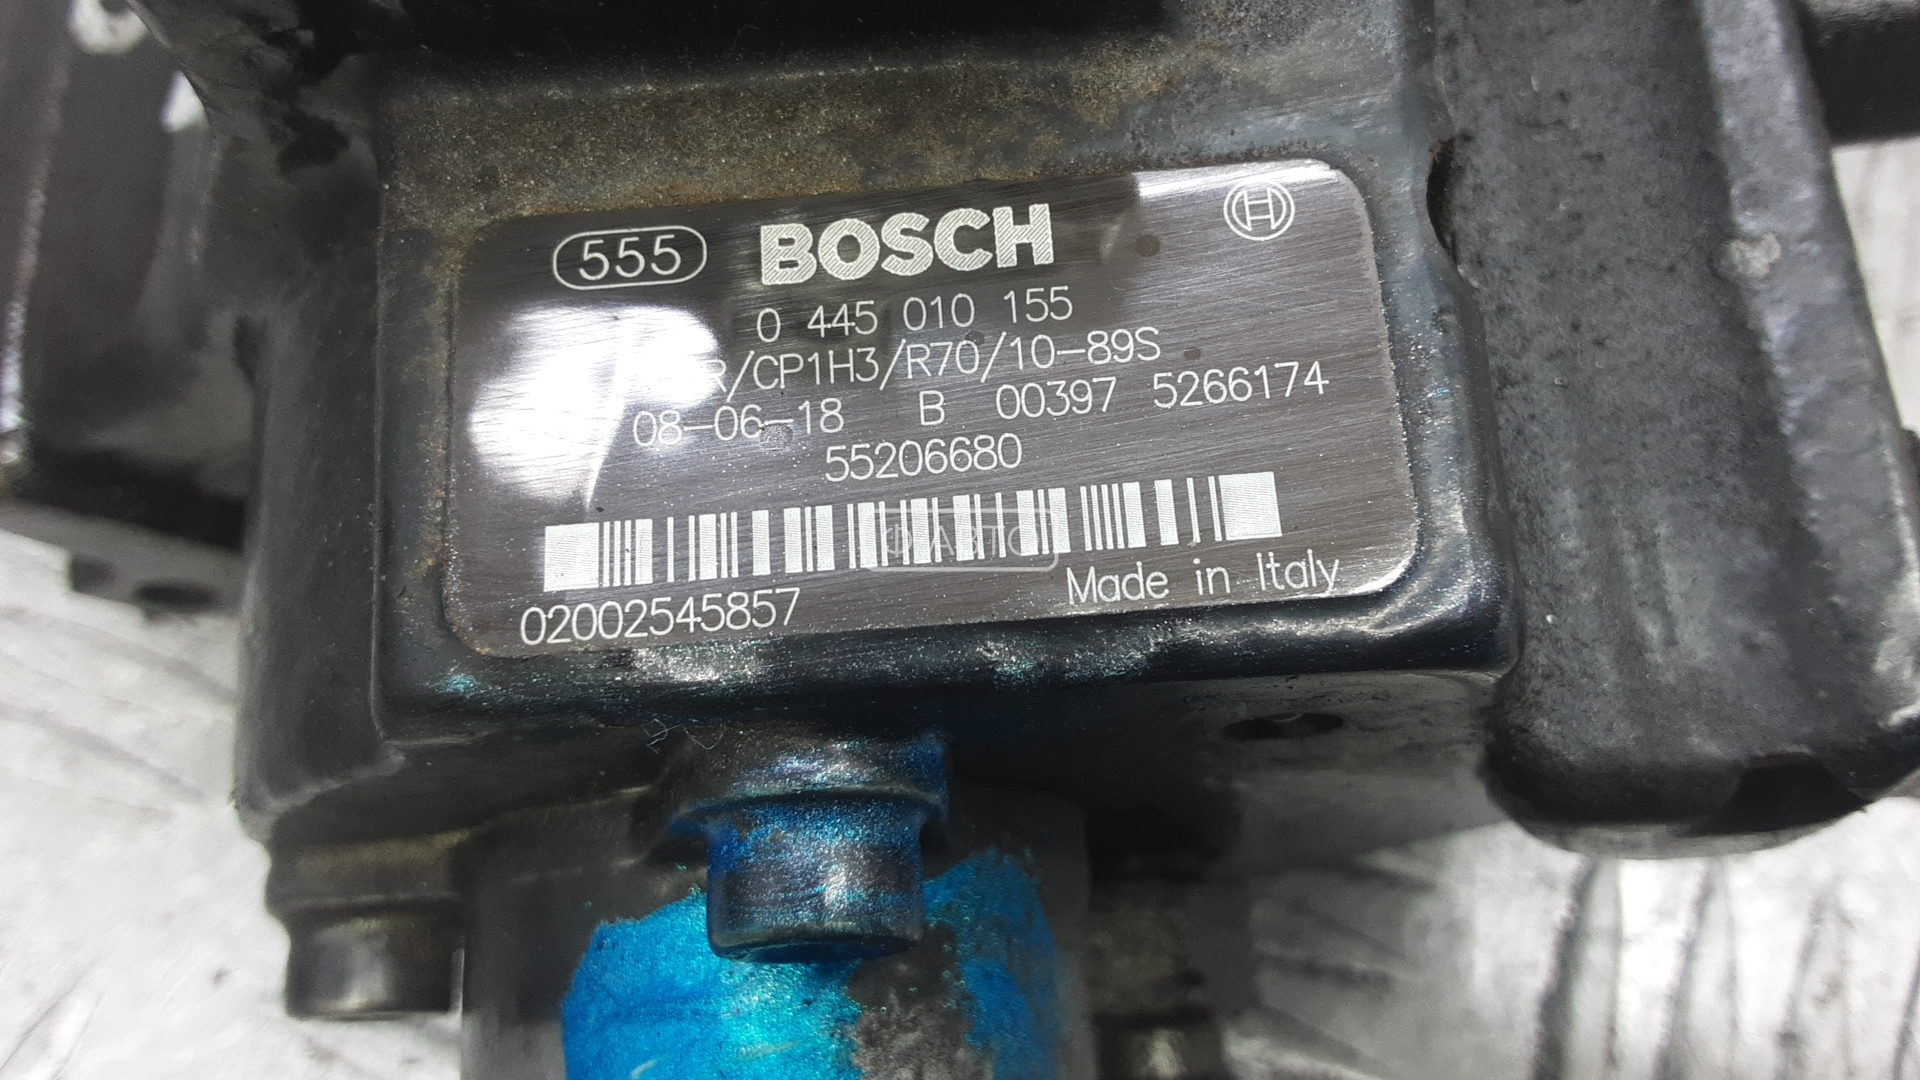 555 BOSCH
0 445 010 155
R/CP1H3/R70/10-89S
08-06-18 B 00397 5266174
55206680
ФАВТО
02002545857 Made in Italy